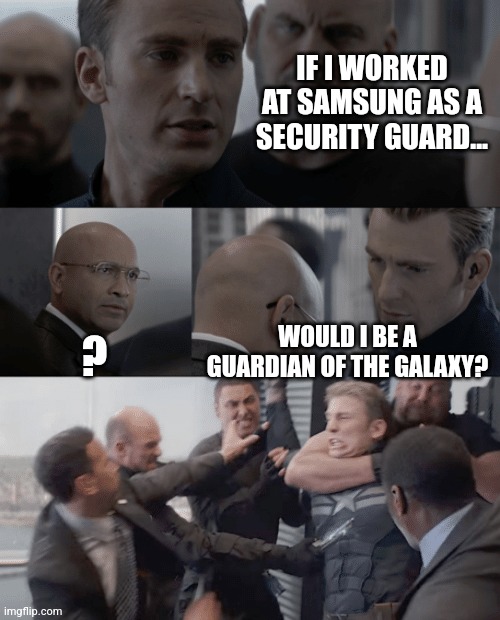 IF I WORKED
AT SAMSUNG AS A
SECURITY GUARD...
?
WOULD I BE A
GUARDIAN OF THE GALAXY?
imgflip.com